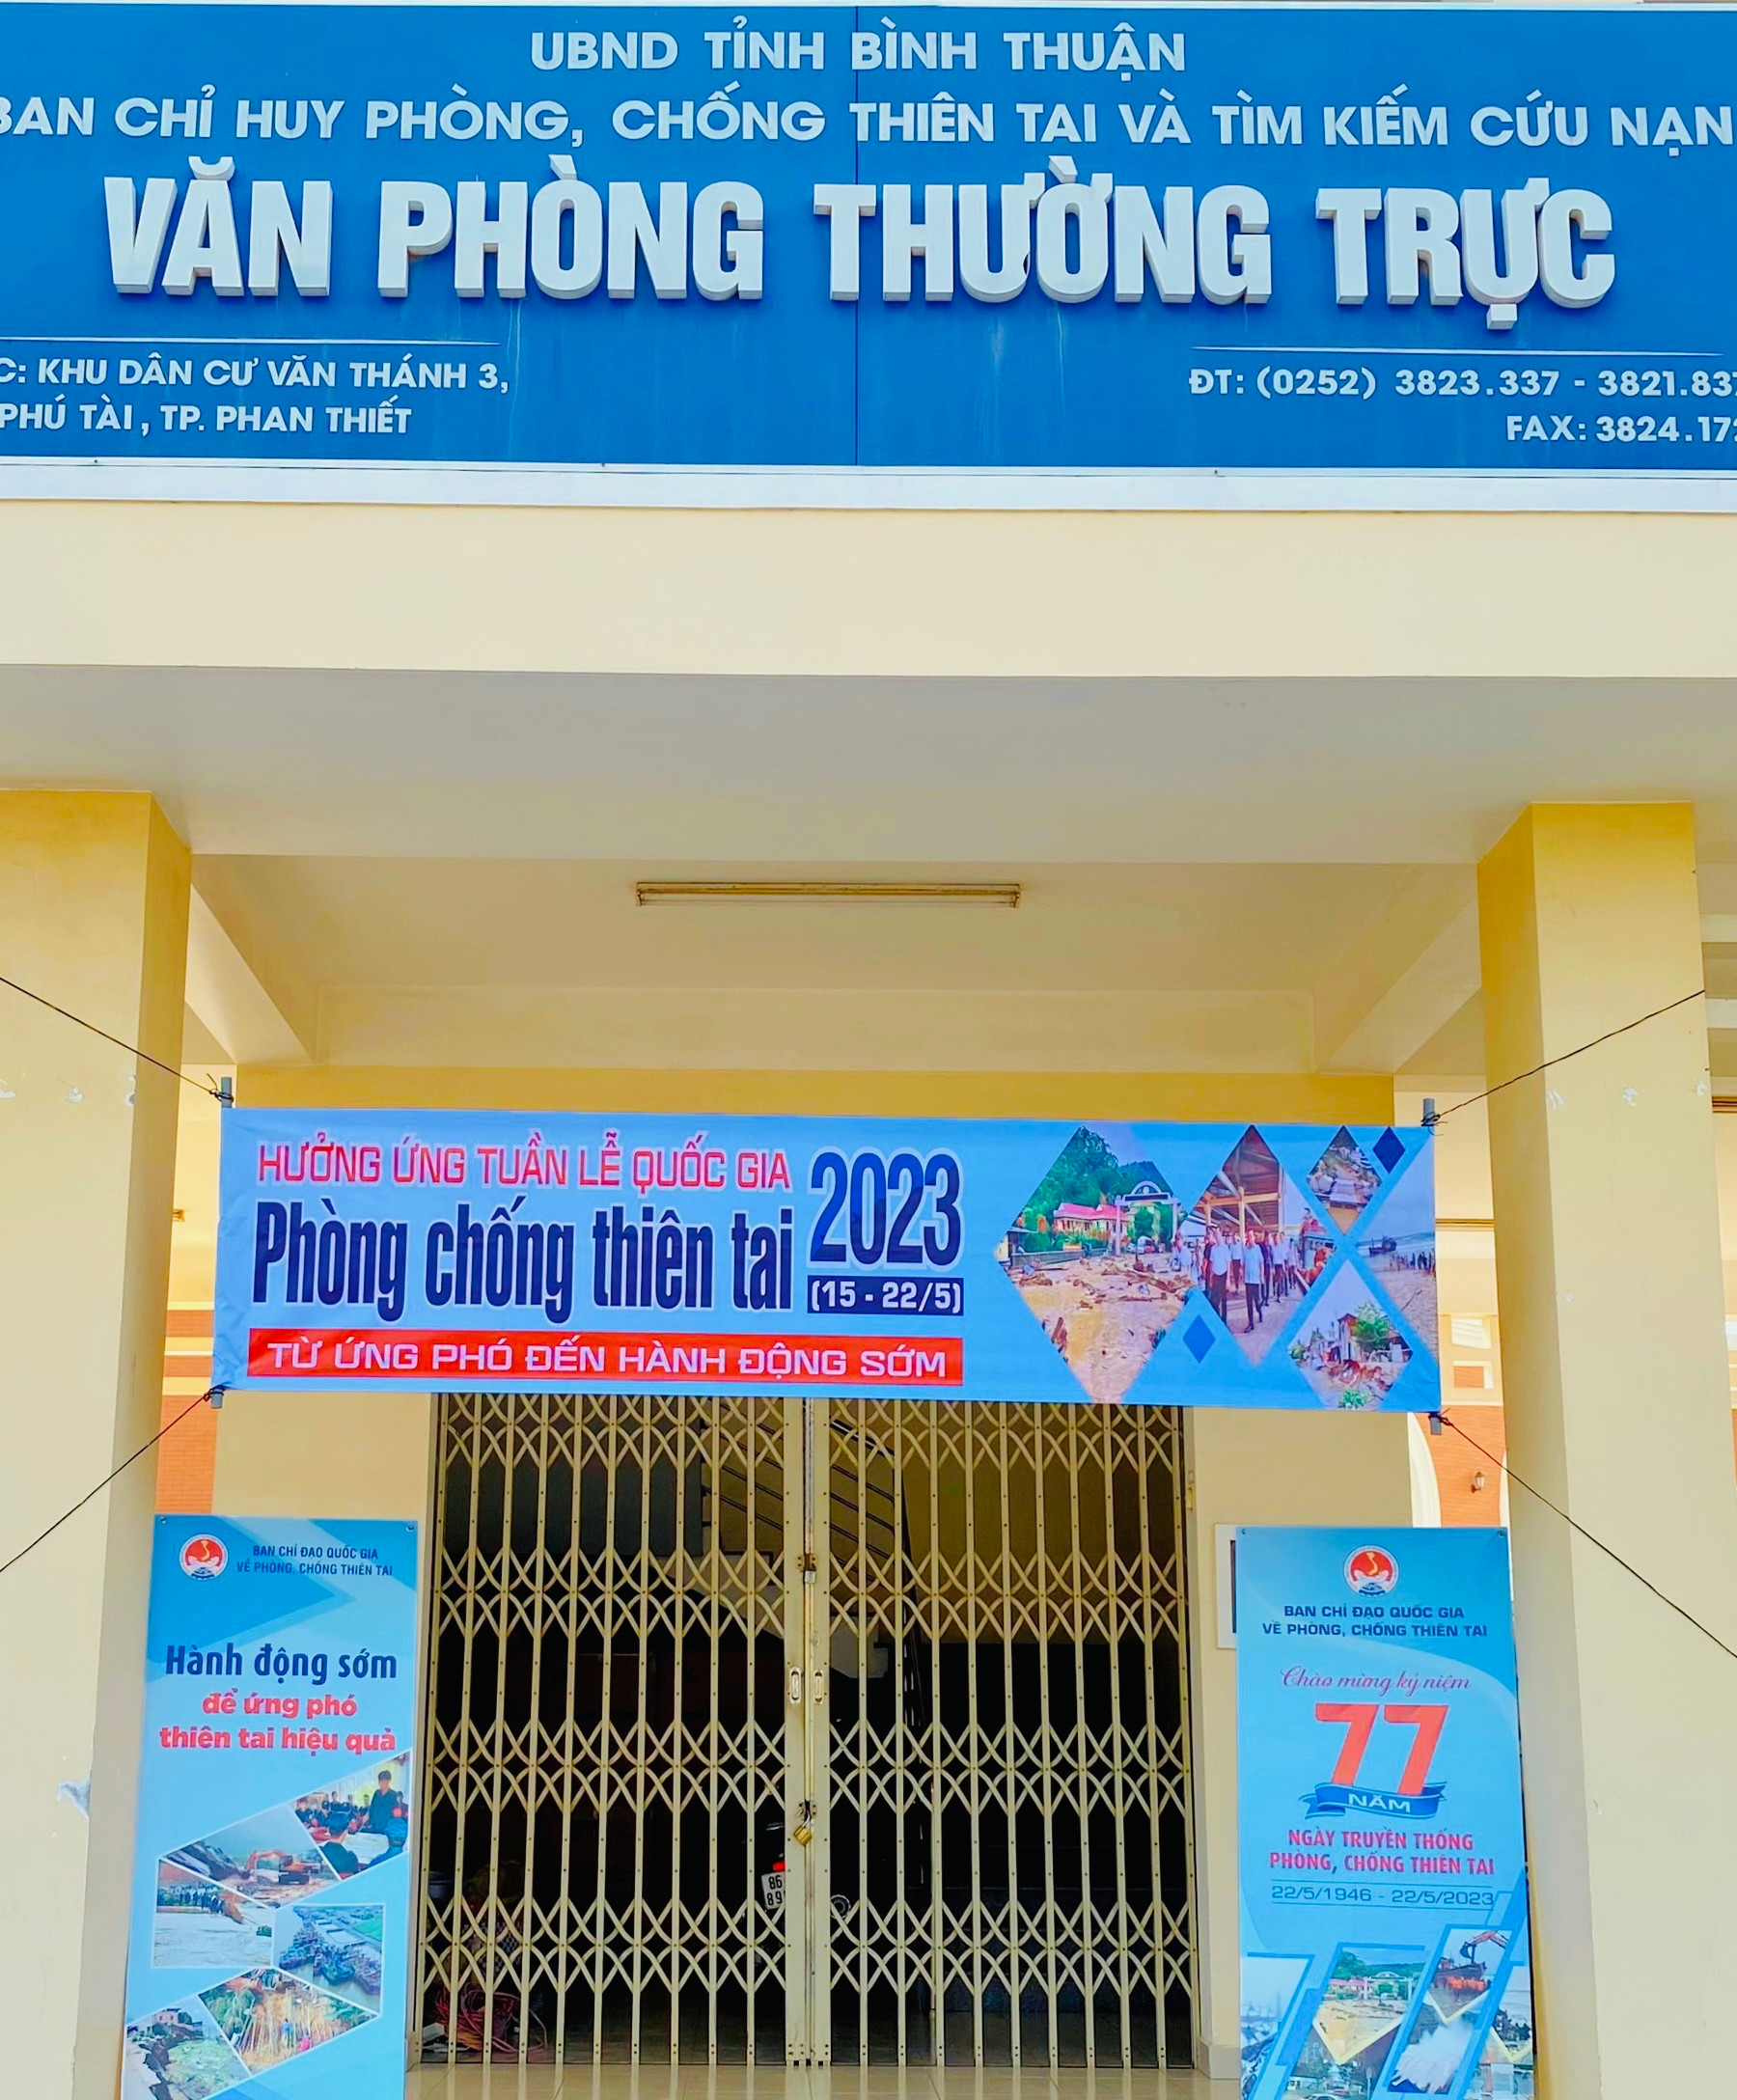 UBND TỈNH BÌNH THUẬN
BAN CHỈ HUY PHÒNG, CHỐNG THIÊN TAI VÀ TÌM KIẾM CỨU NẠN
VĂN PHÒNG THƯỜNG TRỰC
C: KHU DÂN CƯ VĂN THÁNH 3,
PHÚ TÀI, TP. PHAN THIẾT
ĐT: (0252) 3823.337 - 3821.837
FAX: 3824.17
HƯỞNG ỨNG TUẦN LỄ QUỐC GIA
Phòng chống thiên tai
2023
(15 - 22/5)
TỪ ỨNG PHÓ ĐẾN HÀNH ĐỘNG SỚM
BAN CHỈ ĐẠO QUỐC GIA
VỀ PHÒNG, CHỐNG THIÊN TAI
Hành động sớm
để ứng phó
thiên tai hiệu quả
BAN CHỈ ĐẠO QUỐC GIA
VỀ PHÒNG, CHỐNG THIÊN TAI
Chào mừng kỷ niệm
77
NĂM
NGÀY TRUYỀN THỐNG
PHÒNG, CHỐNG THIÊN TAI
22/5/1946 - 22/5/2023
86
89